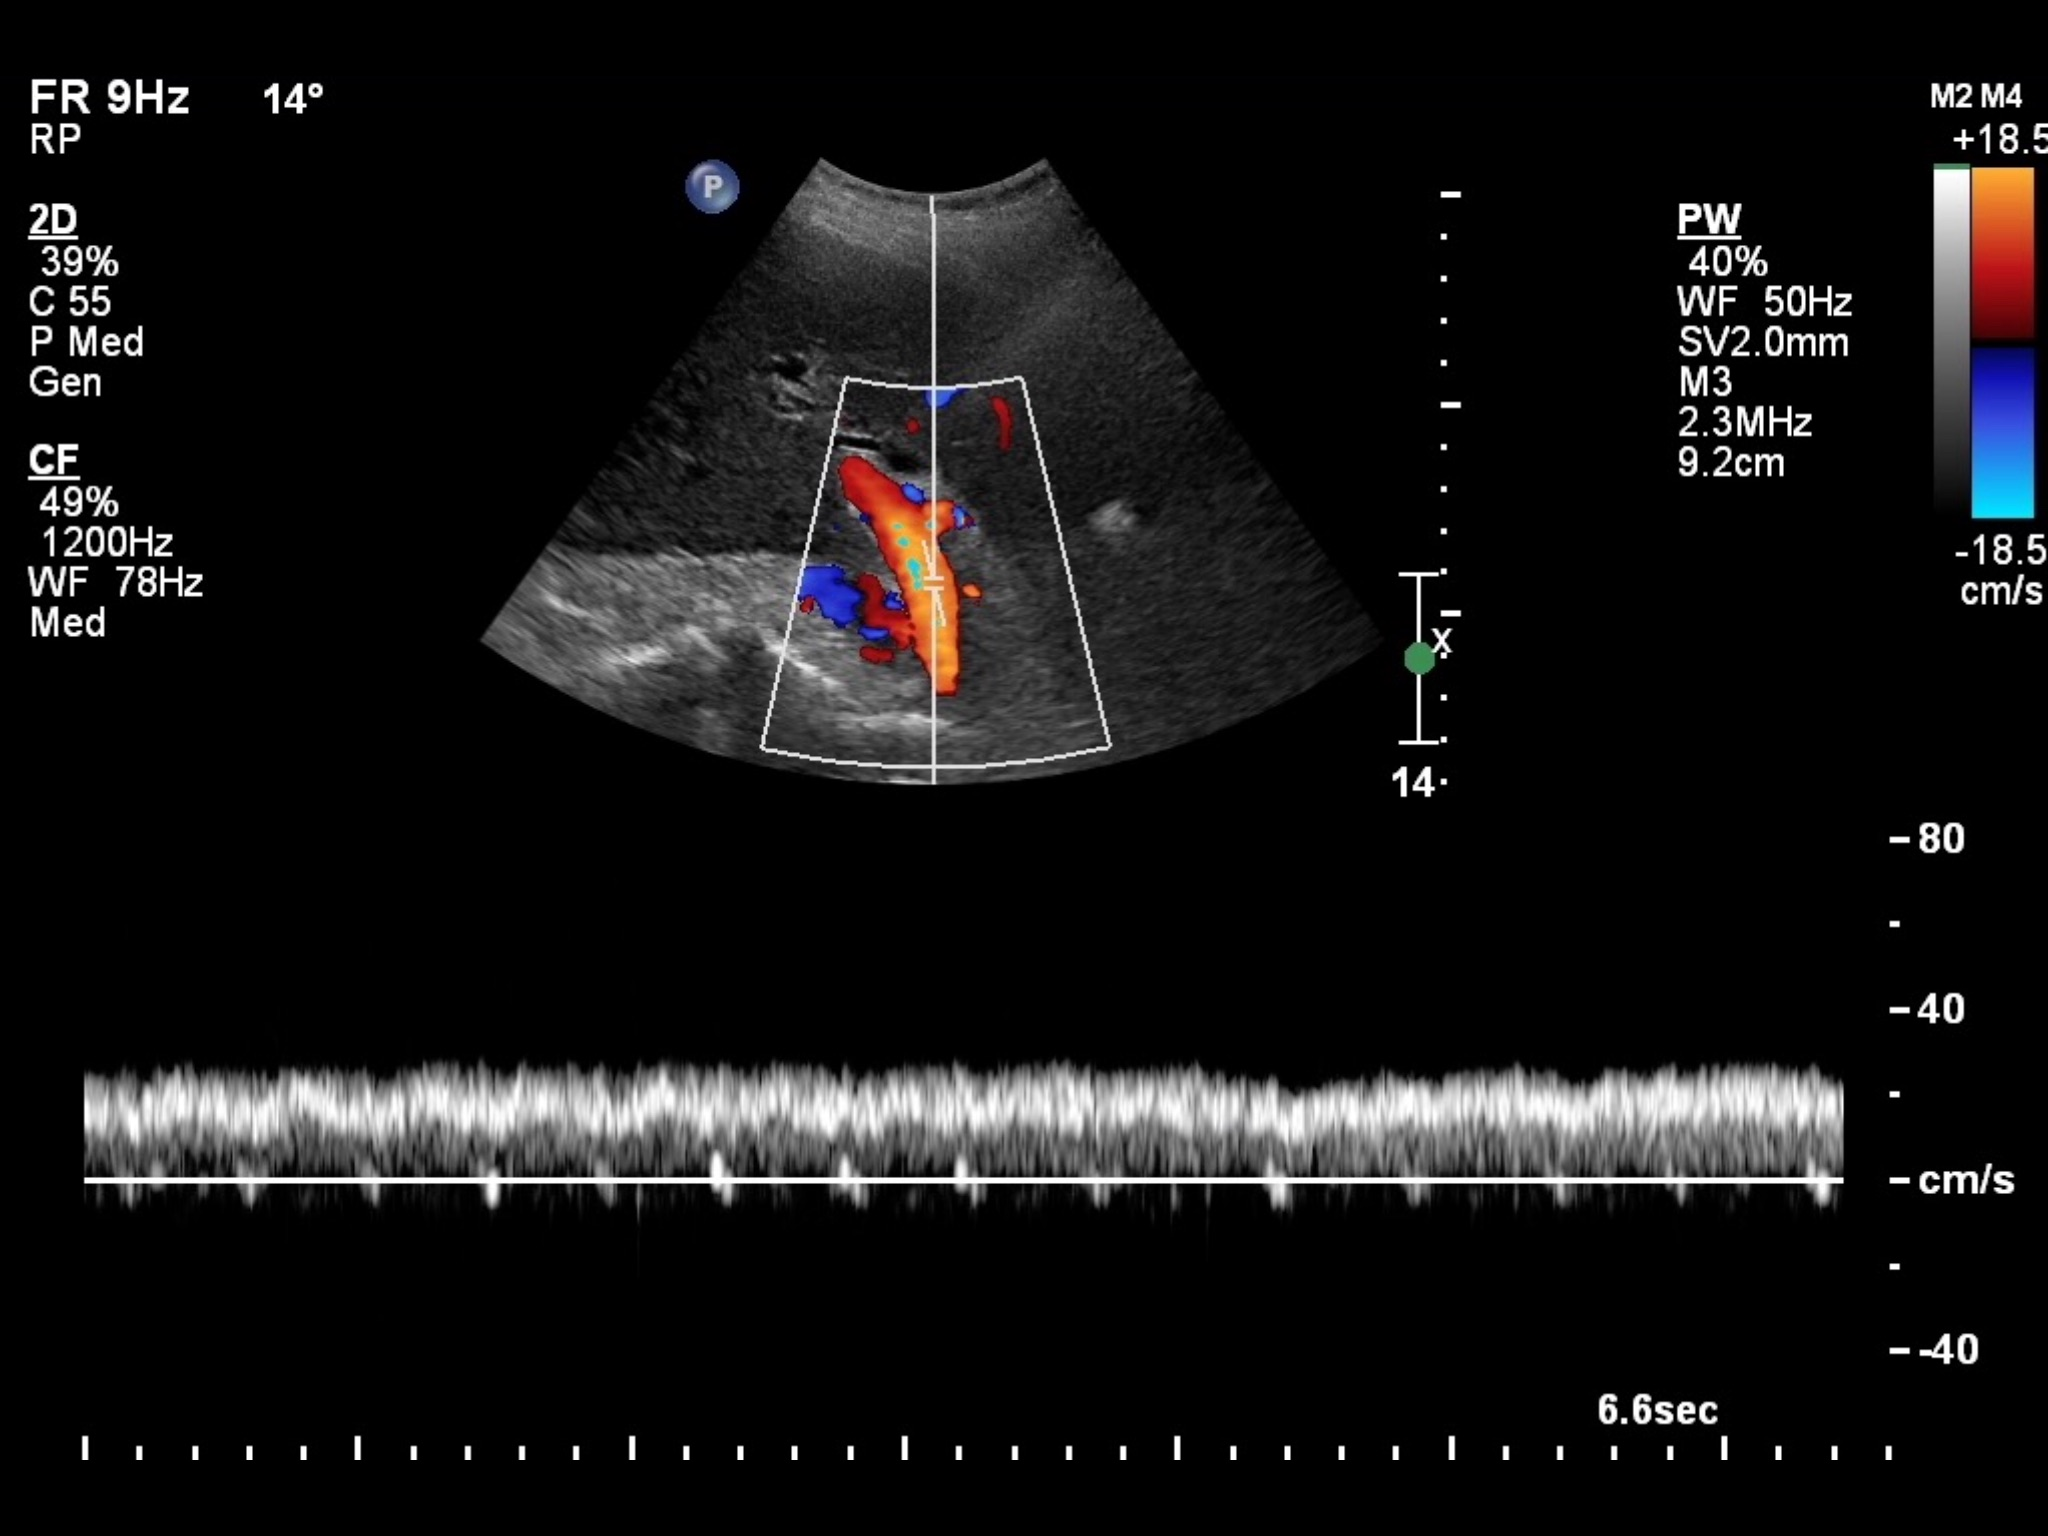 FR 9Hz 14°
RP
2D
39%
C 55
P Med
Gen
CF
49%
1200Hz
WF 78Hz
Med
P
X
14
PW
40%
WF 50Hz
SV2.0mm
M3
2.3MHz
9.2cm
M2 M4
+18.5
-18.5
cm/s
80
40
cm/s
-40
6.6sec